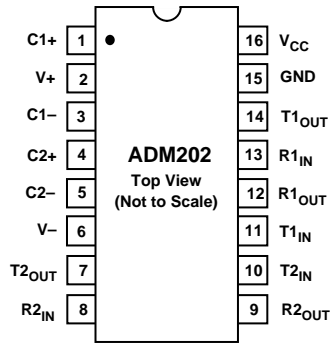 C1+ 1 16 VCC
V+ 2 15 GND
C1– 3 14 T1OUT
C2+ 4 ADM202 13 R1IN
Top View
C2– 5 (Not to Scale) 12 R1OUT
V– 6 11 T1IN
T2OUT 7 10 T2IN
R2IN 8 9 R2OUT